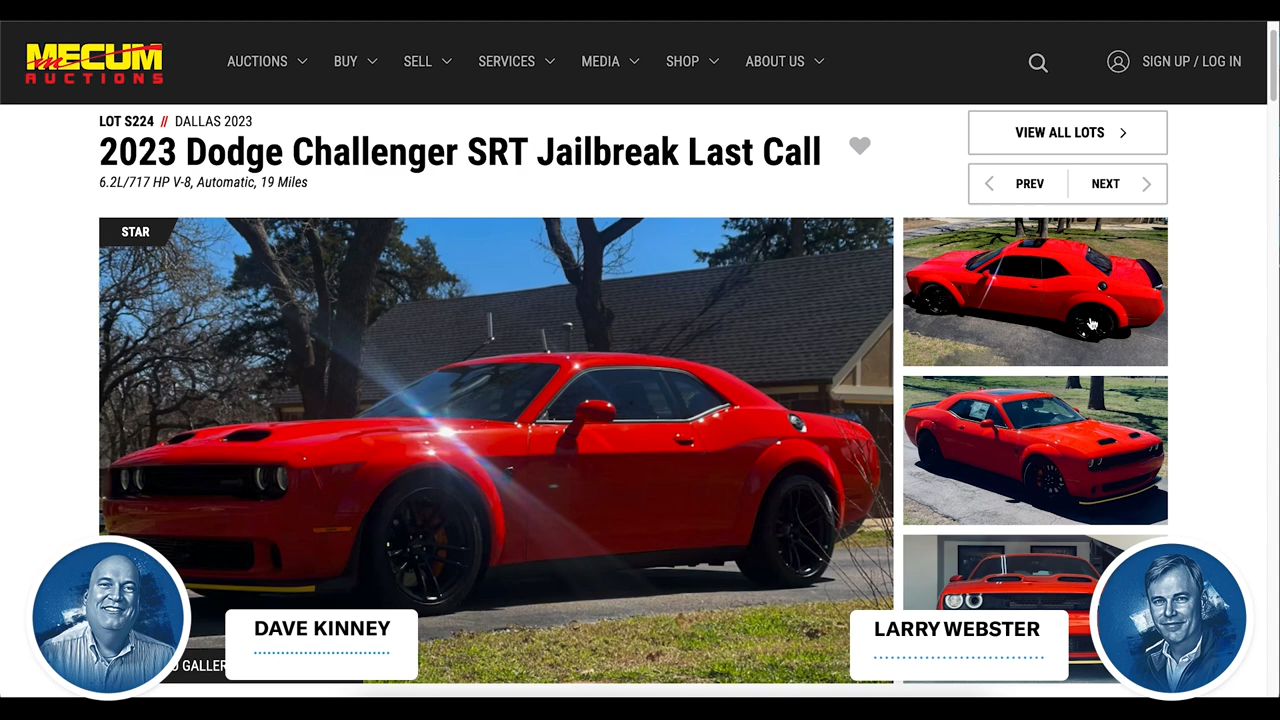 MECUM
AUCTIONS
AUCTIONS BUY SELL SERVICES MEDIA SHOP ABOUT US SIGN UP / LOG IN
LOT S224 // DALLAS 2023
2023 Dodge Challenger SRT Jailbreak Last Call
6.2L/717 HP V-8, Automatic, 19 Miles
VIEW ALL LOTS
PREV NEXT
STAR
DAVE KINNEY
LARRY WEBSTER